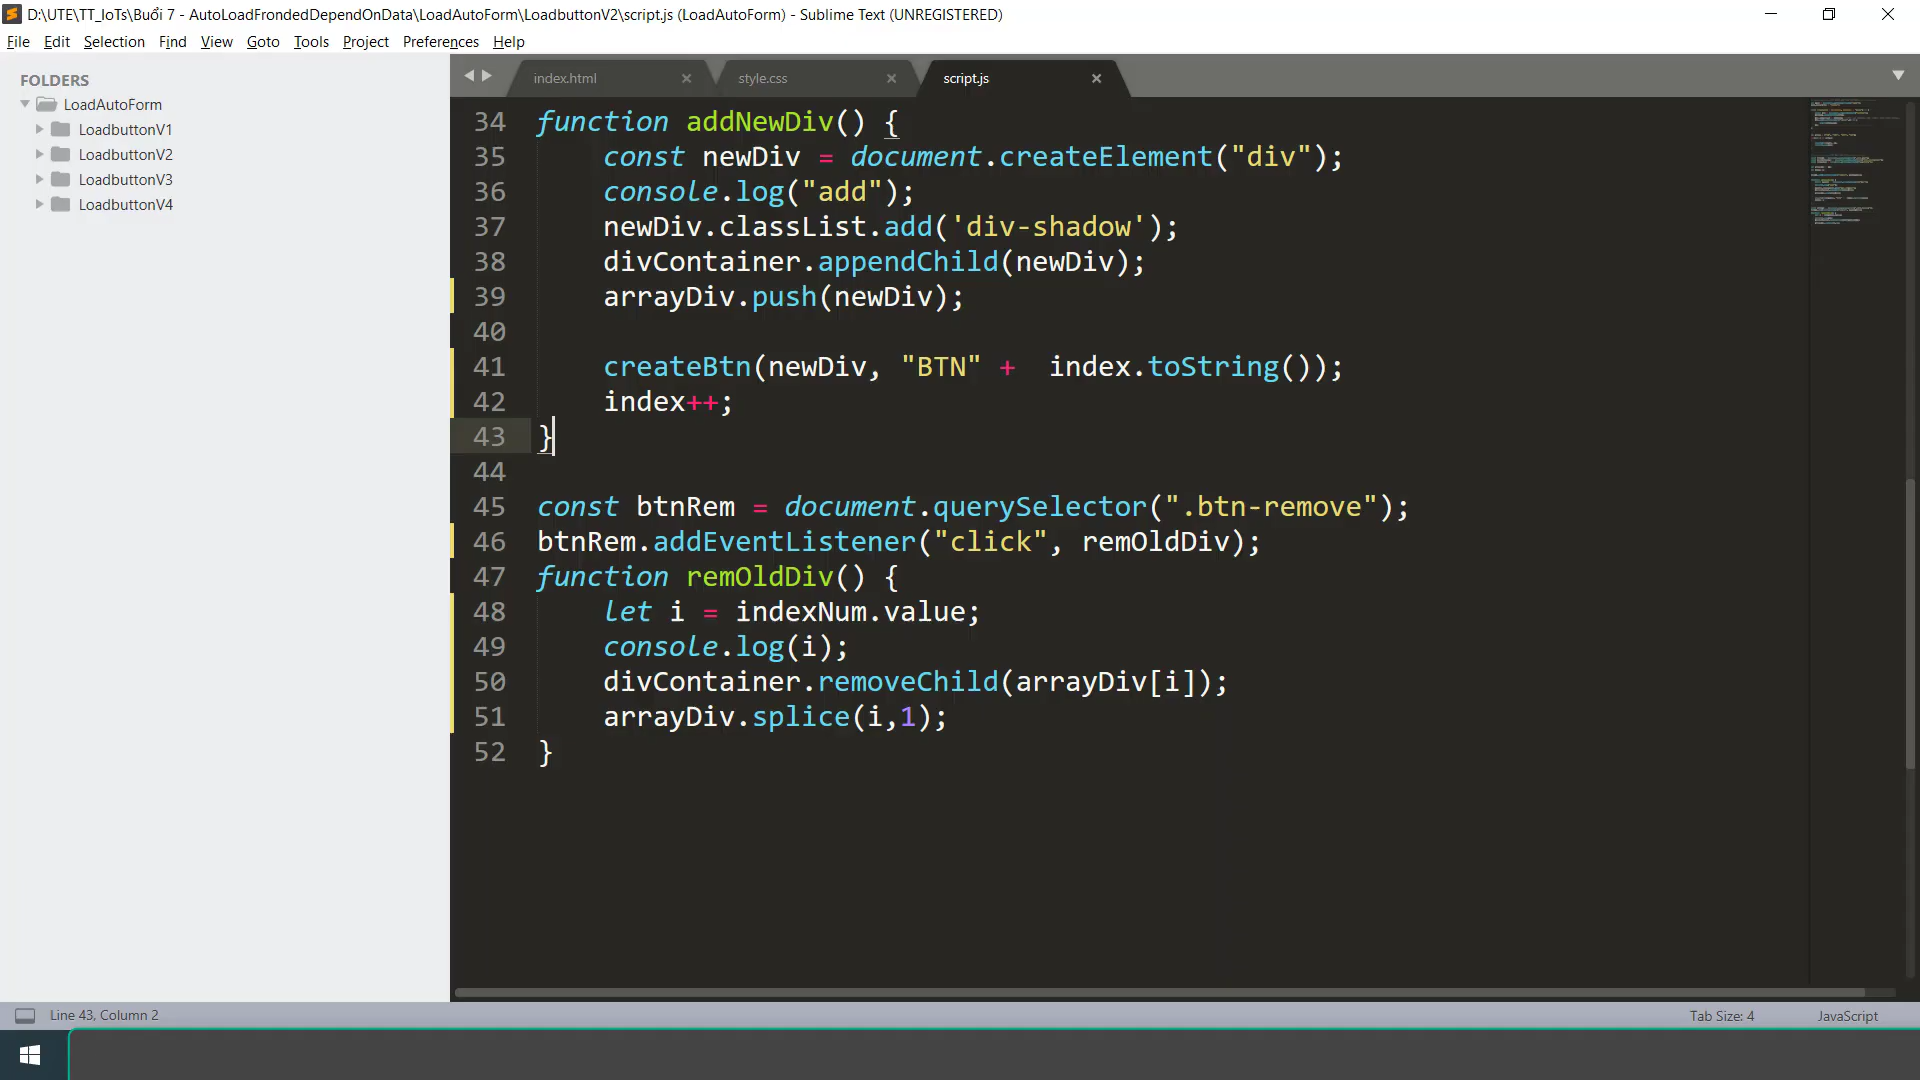 D:\UTE\TT_IoTs\Buổi 7 - AutoLoadFrondedDependOnData\LoadAutoForm\LoadbuttonV2\script.js (LoadAutoForm) - Sublime Text (UNREGISTERED)
File Edit Selection Find View Goto Tools Project Preferences Help
FOLDERS
LoadAutoForm
LoadbuttonV1
LoadbuttonV2
LoadbuttonV3
LoadbuttonV4
index.html style.css script.js
34 function addNewDiv() {
35 const newDiv = document.createElement("div");
36 console.log("add");
37 newDiv.classList.add('div-shadow');
38 divContainer.appendChild(newDiv);
39 arrayDiv.push(newDiv);
40
41 createBtn(newDiv, "BTN" +  index.toString());
42 index++;
43 }
44
45 const btnRem = document.querySelector(".btn-remove");
46 btnRem.addEventListener("click", remOldDiv);
47 function remOldDiv() {
48 let i = indexNum.value;
49 console.log(i);
50 divContainer.removeChild(arrayDiv[i]);
51 arrayDiv.splice(i,1);
52 }
Line 43, Column 2 Tab Size: 4 JavaScript